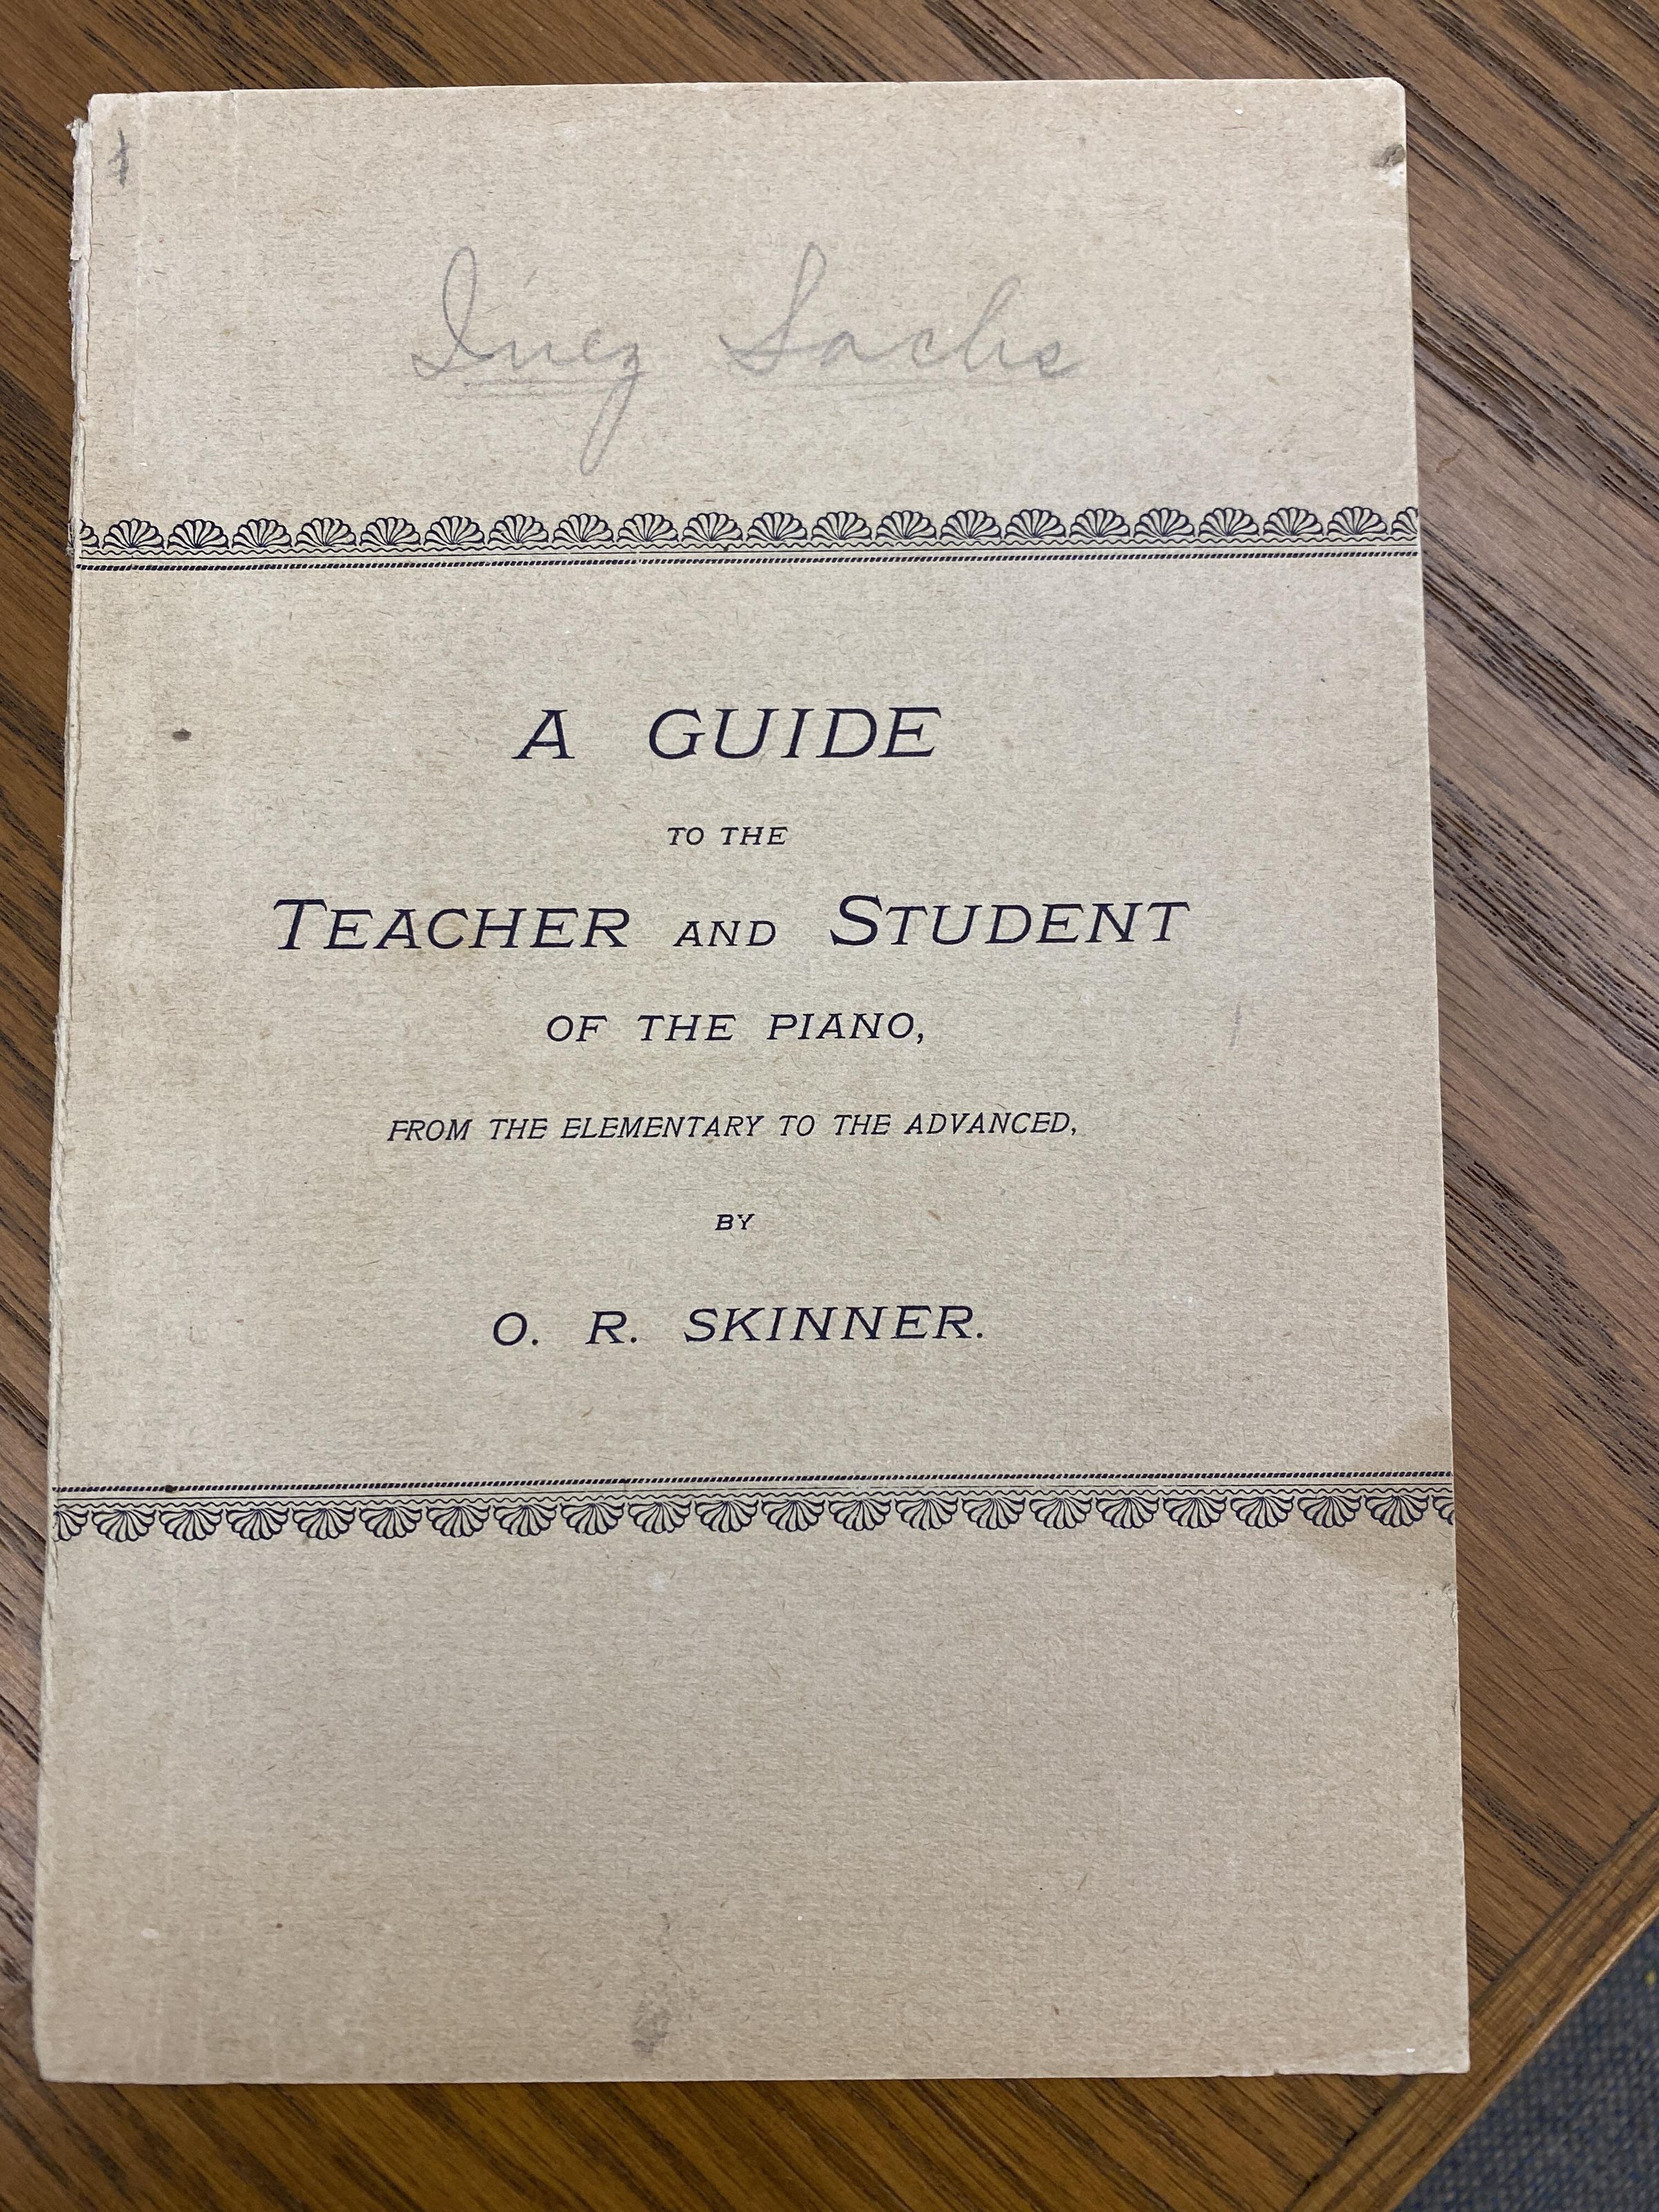 1
Inez Sachs
A GUIDE
TO THE
TEACHER AND STUDENT
OF THE PIANO,
FROM THE ELEMENTARY TO THE ADVANCED,
BY
O. R. SKINNER.